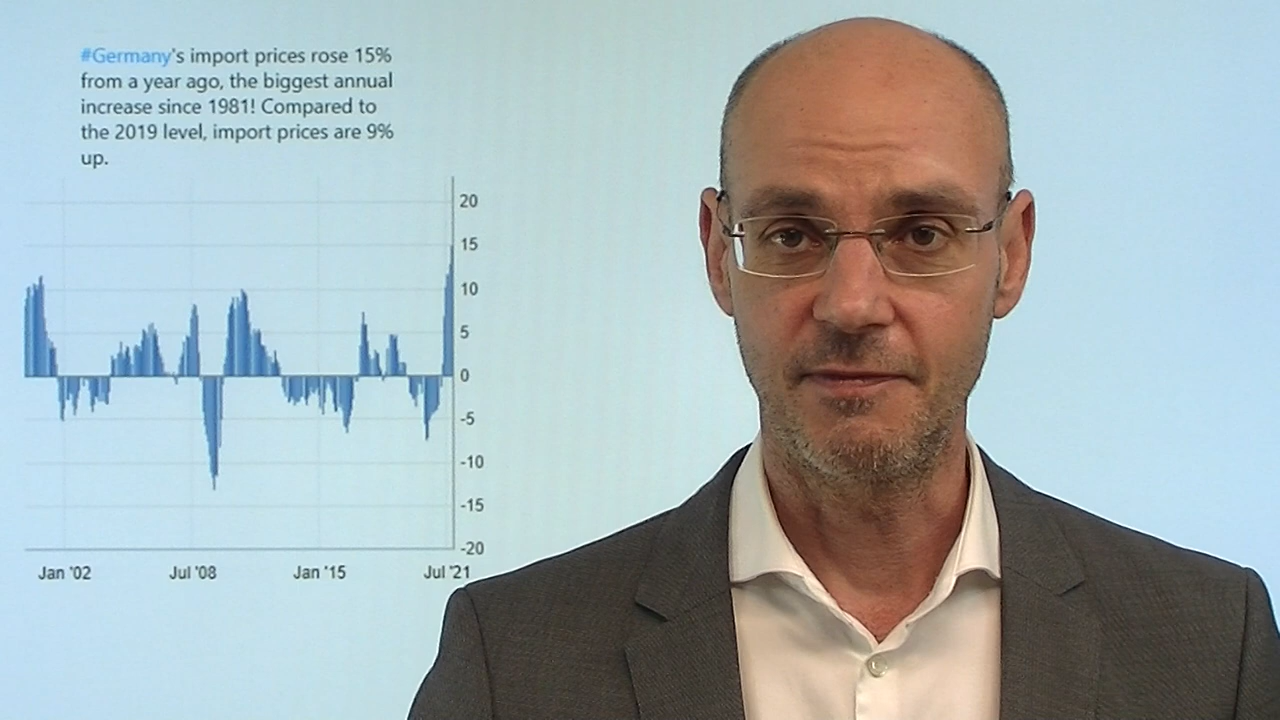 #Germany's import prices rose 15%
from a year ago, the biggest annual
increase since 1981! Compared to
the 2019 level, import prices are 9%
up.
20
15
10
5
0
-5
-10
-15
-20
Jan '02 Jul '08 Jan '15 Jul '21